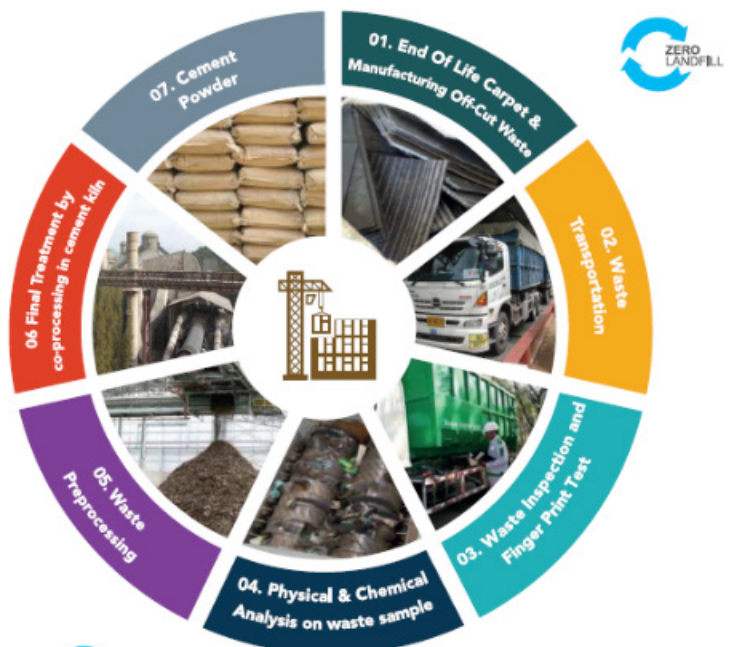 01. End Of Life Carpet &
Manufacturing Off-Cut Waste
ZERO
LANDFILL
02. Waste
Transportation
03. Waste Inspection and
Finger Print Test
04. Physical & Chemical
Analysis on waste sample
05. Waste
Preprocessing
06 Final Treatment by
co-processing in cement kiln
07. Cement
Powder